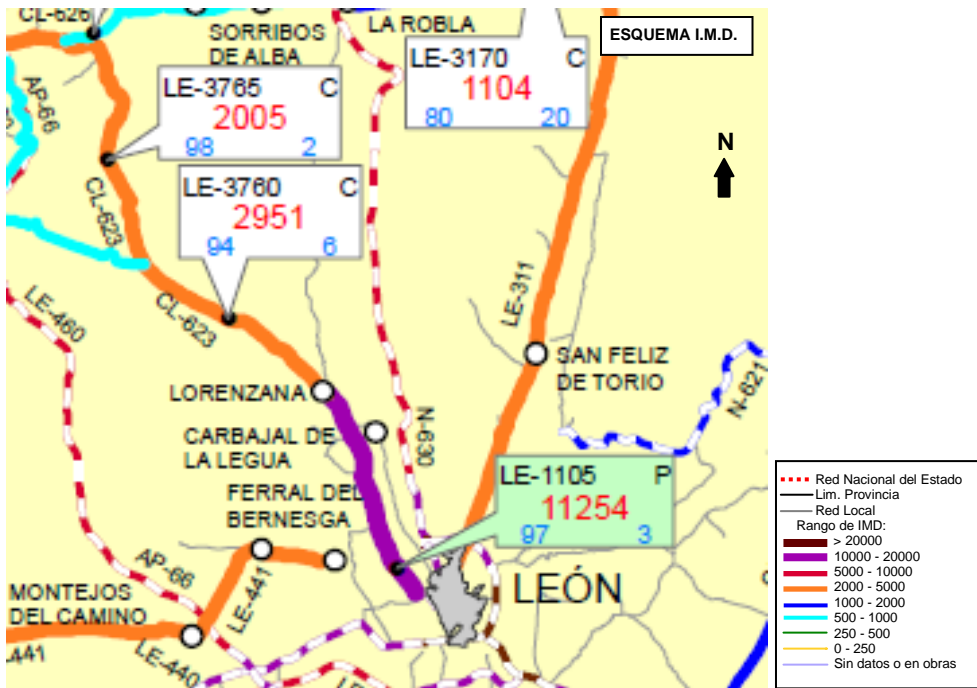 CL-626
SORRIBOS
DE ALBA
LA ROBLA
ESQUEMA I.M.D.
LE-3170 C
1104
80 20
AP-66
LE-3765 C
2005
98 2
N
LE-3760 C
2951
94 6
CL-623
LE-311
LE-460
CL-623
SAN FELIZ
DE TORIO
N-621
LORENZANA
CARBAJAL DE
LA LEGUA
N-630
FERRAL DEL
BERNESGA
LE-1105 P
11254
97 3
AP-66
LE-441
LEÓN
MONTEJOS
DEL CAMINO
.441
LE-440
Red Nacional del Estado
Lim. Provincia
Red Local
Rango de IMD:
> 20000
10000 - 20000
5000 - 10000
2000 - 5000
1000 - 2000
500 - 1000
250 - 500
0 - 250
Sin datos o en obras